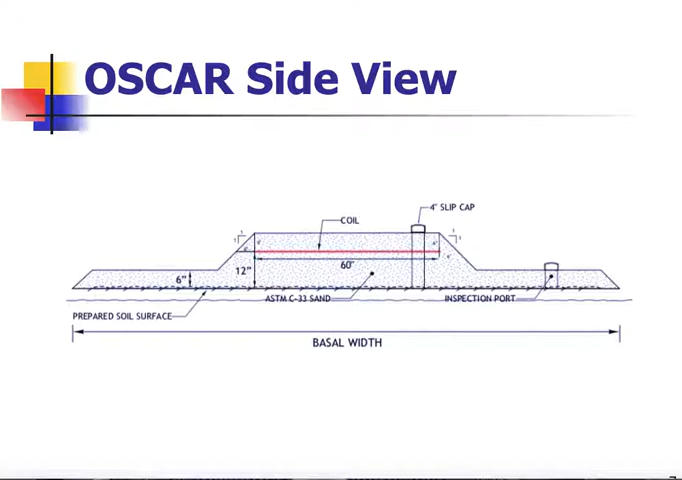 OSCAR Side View
4" SLIP CAP
COIL
60"
12"
6"
ASTM C-33 SAND
INSPECTION PORT
PREPARED SOIL SURFACE
BASAL WIDTH